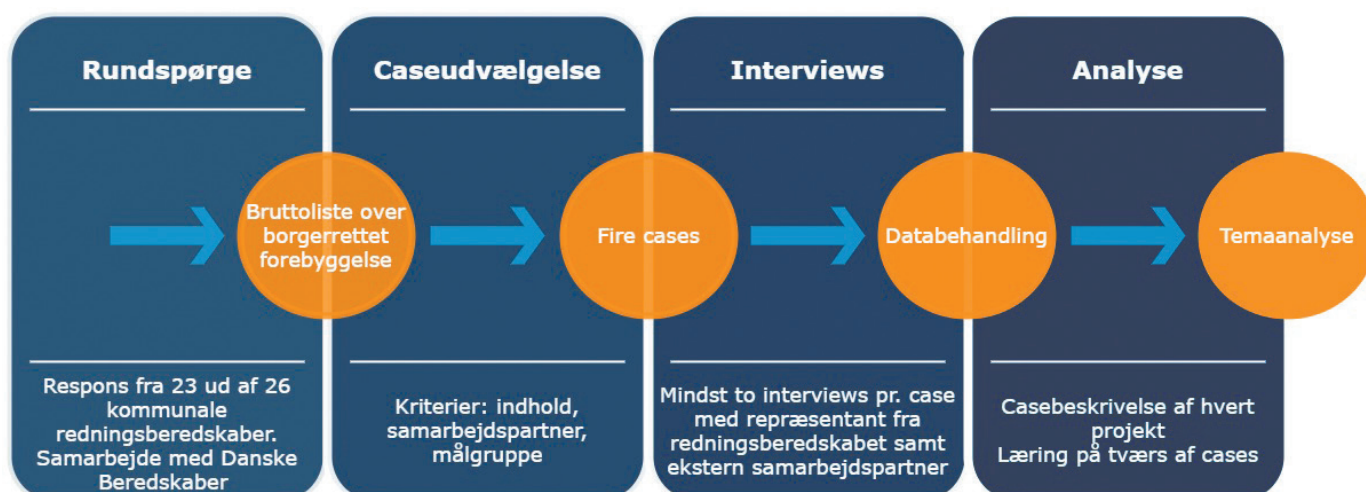 Rundspørge
Bruttoliste over
borgerrettet
forebyggelse
Respons fra 23 ud af 26
kommunale
redningsberedskaber.
Samarbejde med Danske
Beredskaber
Caseudvælgelse
Fire cases
Kriterier: indhold,
samarbejdspartner,
målgruppe
Interviews
Databehandling
Mindst to interviews pr. case
med repræsentant fra
redningsberedskabet samt
ekstern samarbejdspartner
Analyse
Temaanalyse
Casebeskrivelse af hvert
projekt
Læring på tværs af cases